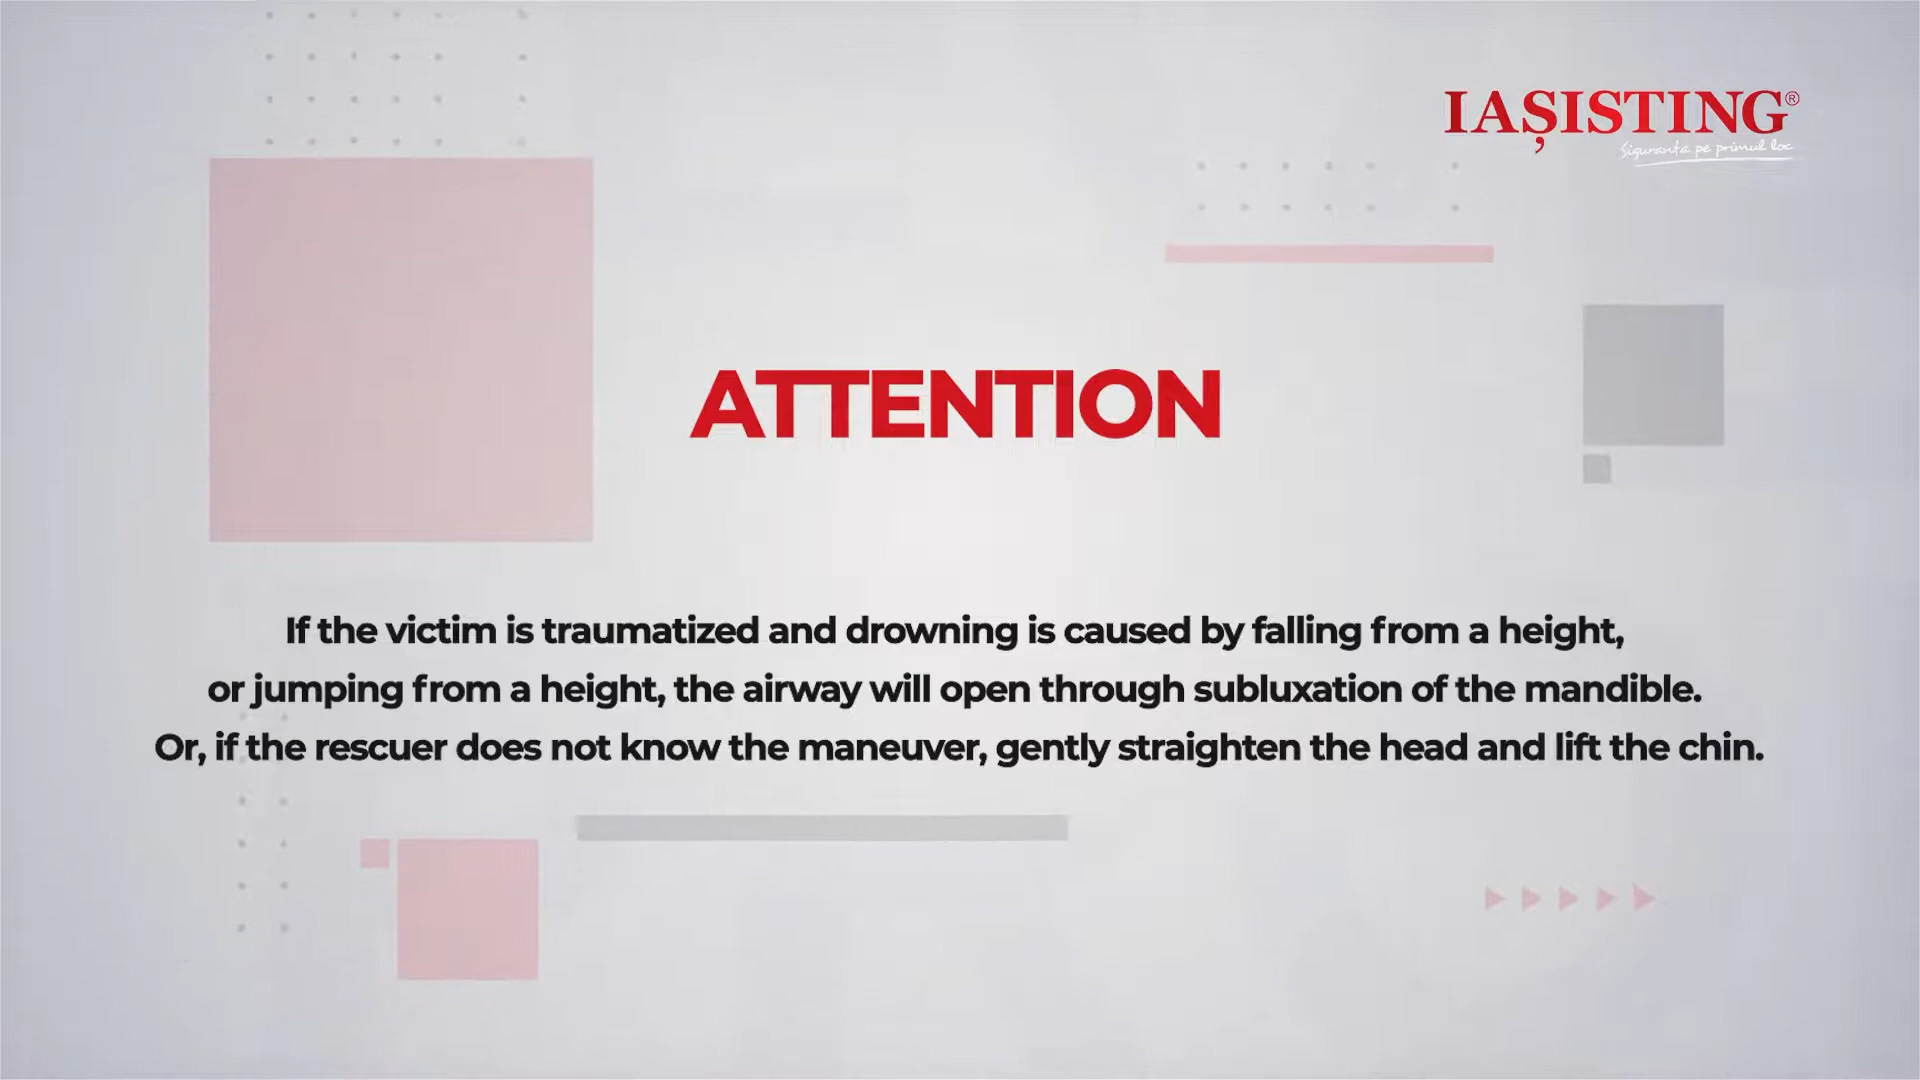 IAȘISTING®
Siguranta pe primul loc
ATTENTION
If the victim is traumatized and drowning is caused by falling from a height,
or jumping from a height, the airway will open through subluxation of the mandible.
Or, if the rescuer does not know the maneuver, gently straighten the head and lift the chin.